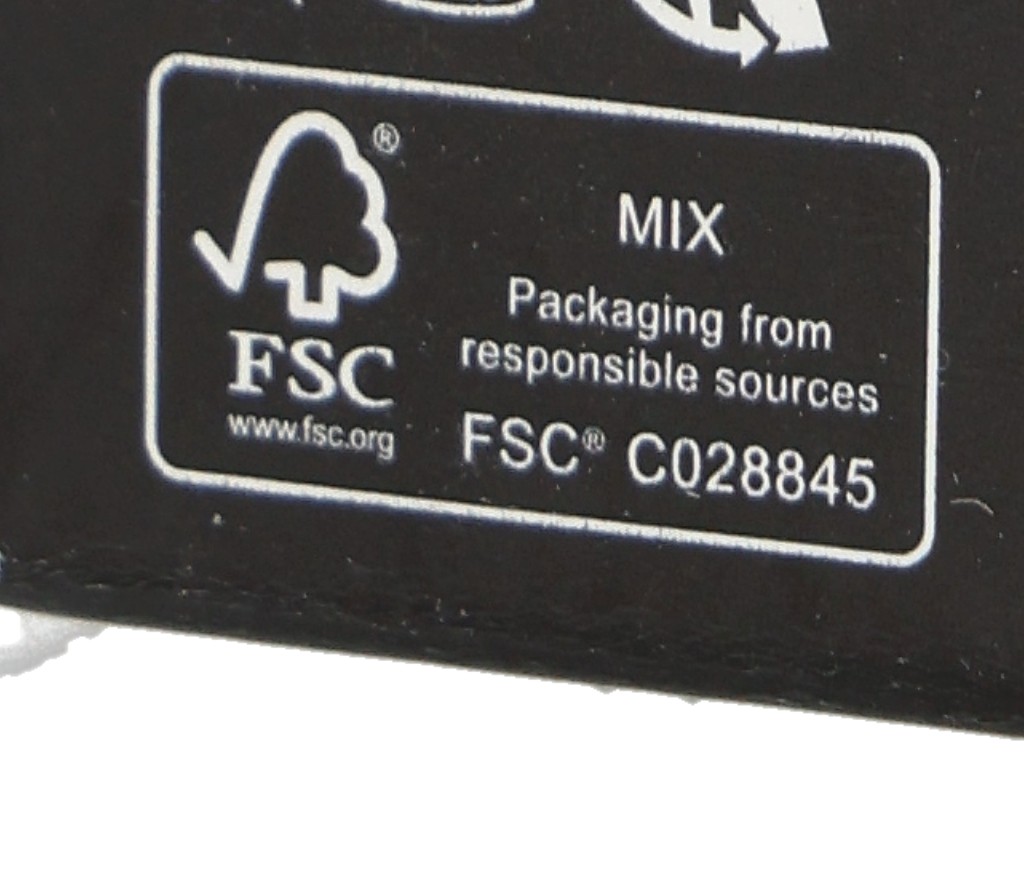 ®
MIX
Packaging from
responsible sources
FSC
www.fsc.org
FSC® C028845